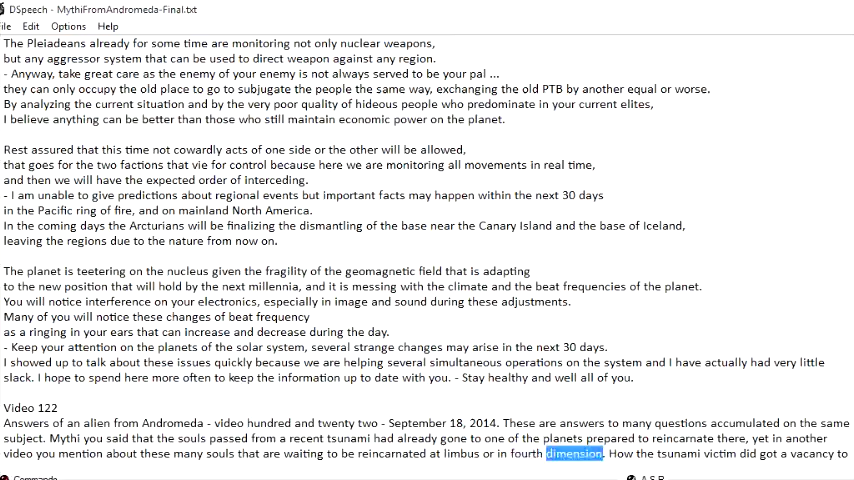 DSpeech - MythiFromAndromeda-Final.txt
File Edit Options Help
The Pleiadeans already for some time are monitoring not only nuclear weapons,
but any aggressor system that can be used to direct weapon against any region.
- Anyway, take great care as the enemy of your enemy is not always served to be your pal ...
they can only occupy the old place to go to subjugate the people the same way, exchanging the old PTB by another equal or worse.
By analyzing the current situation and by the very poor quality of hideous people who predominate in your current elites,
I believe anything can be better than those who still maintain economic power on the planet.
Rest assured that this time not cowardly acts of one side or the other will be allowed,
that goes for the two factions that vie for control because here we are monitoring all movements in real time,
and then we will have the expected order of interceding.
- I am unable to give predictions about regional events but important facts may happen within the next 30 days
in the Pacific ring of fire, and on mainland North America.
In the coming days the Arcturians will be finalizing the dismantling of the base near the Canary Island and the base of Iceland,
leaving the regions due to the nature from now on.
The planet is teetering on the nucleus given the fragility of the geomagnetic field that is adapting
to the new position that will hold by the next millennia, and it is messing with the climate and the beat frequencies of the planet.
You will notice interference on your electronics, especially in image and sound during these adjustments.
Many of you will notice these changes of beat frequency
as a ringing in your ears that can increase and decrease during the day.
- Keep your attention on the planets of the solar system, several strange changes may arise in the next 30 days.
I showed up to talk about these issues quickly because we are helping several simultaneous operations on the system and I have actually had very little
slack. I hope to spend here more often to keep the information up to date with you. - Stay healthy and well all of you.
Video 122
Answers of an alien from Andromeda - video hundred and twenty two - September 18, 2014. These are answers to many questions accumulated on the same
subject. Mythi you said that the souls passed from a recent tsunami had already gone to one of the planets prepared to reincarnate there, yet in another
video you mention about these many souls that are waiting to be reincarnated at limbus or in fourth dimension. How the tsunami victim did got a vacancy to
Commands A.S.R.